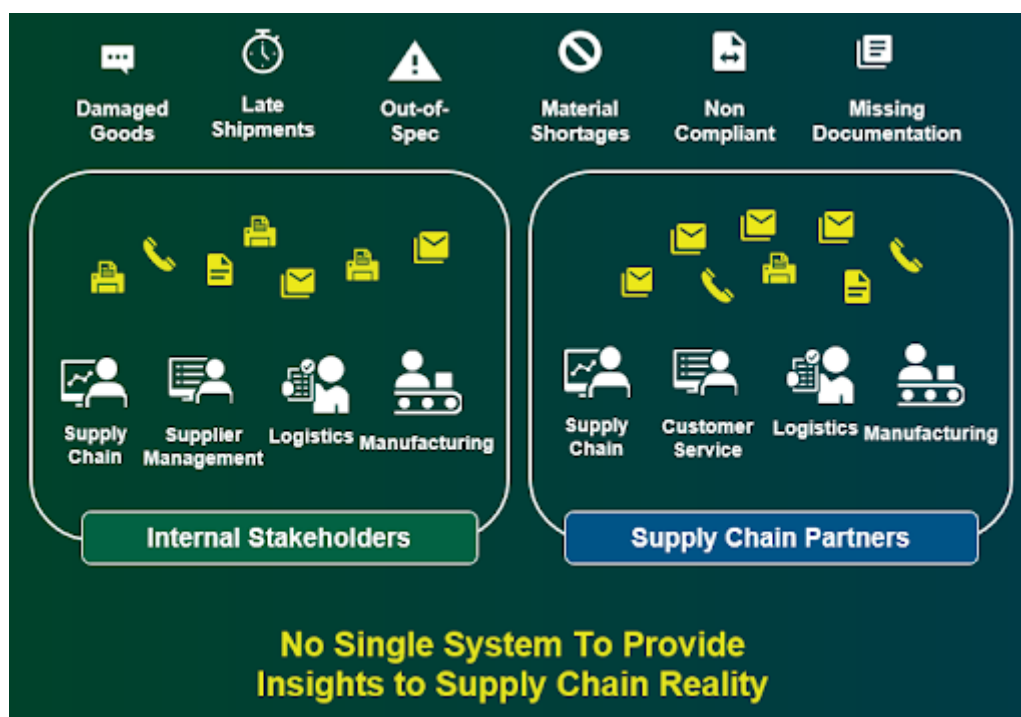 Damaged
Goods
Late
Shipments
Out-of-
Spec
Material
Shortages
Non
Compliant
Missing
Documentation
Supply
Chain
Supplier
Management
Logistics
Manufacturing
Internal Stakeholders
Supply
Chain
Customer
Service
Logistics
Manufacturing
Supply Chain Partners
No Single System To Provide
Insights to Supply Chain Reality